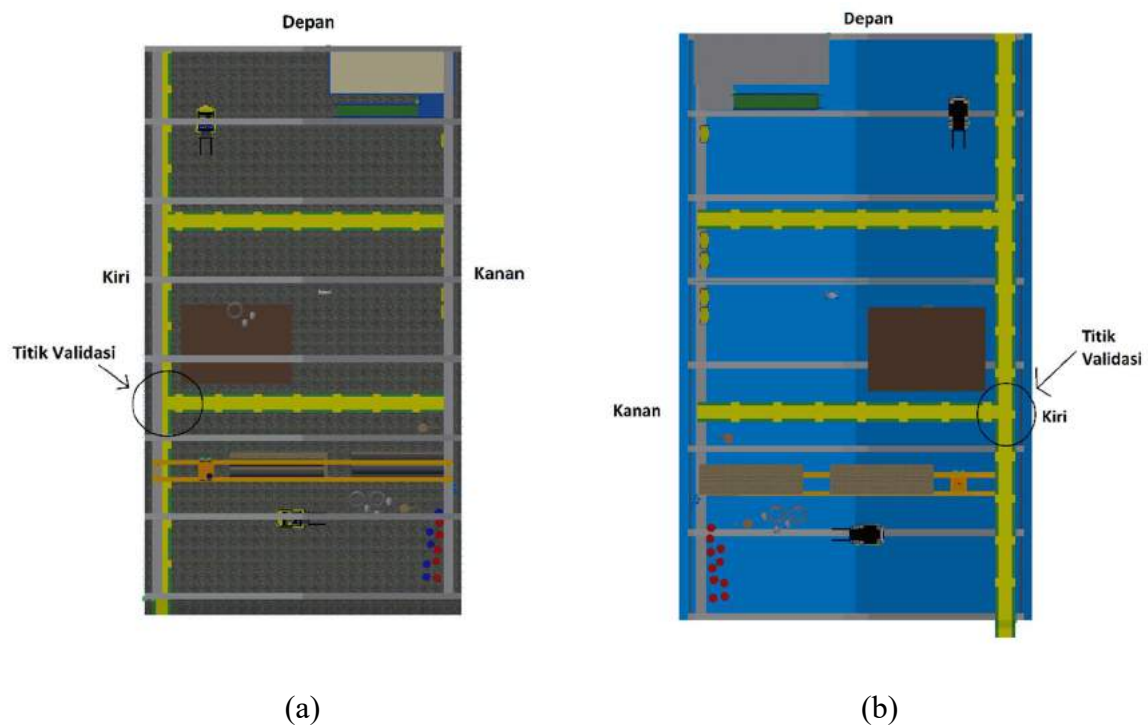 Depan
Kiri
Kanan
Titik Validasi
(a)
Depan
Titik
Validasi
Kanan
Kiri
(b)